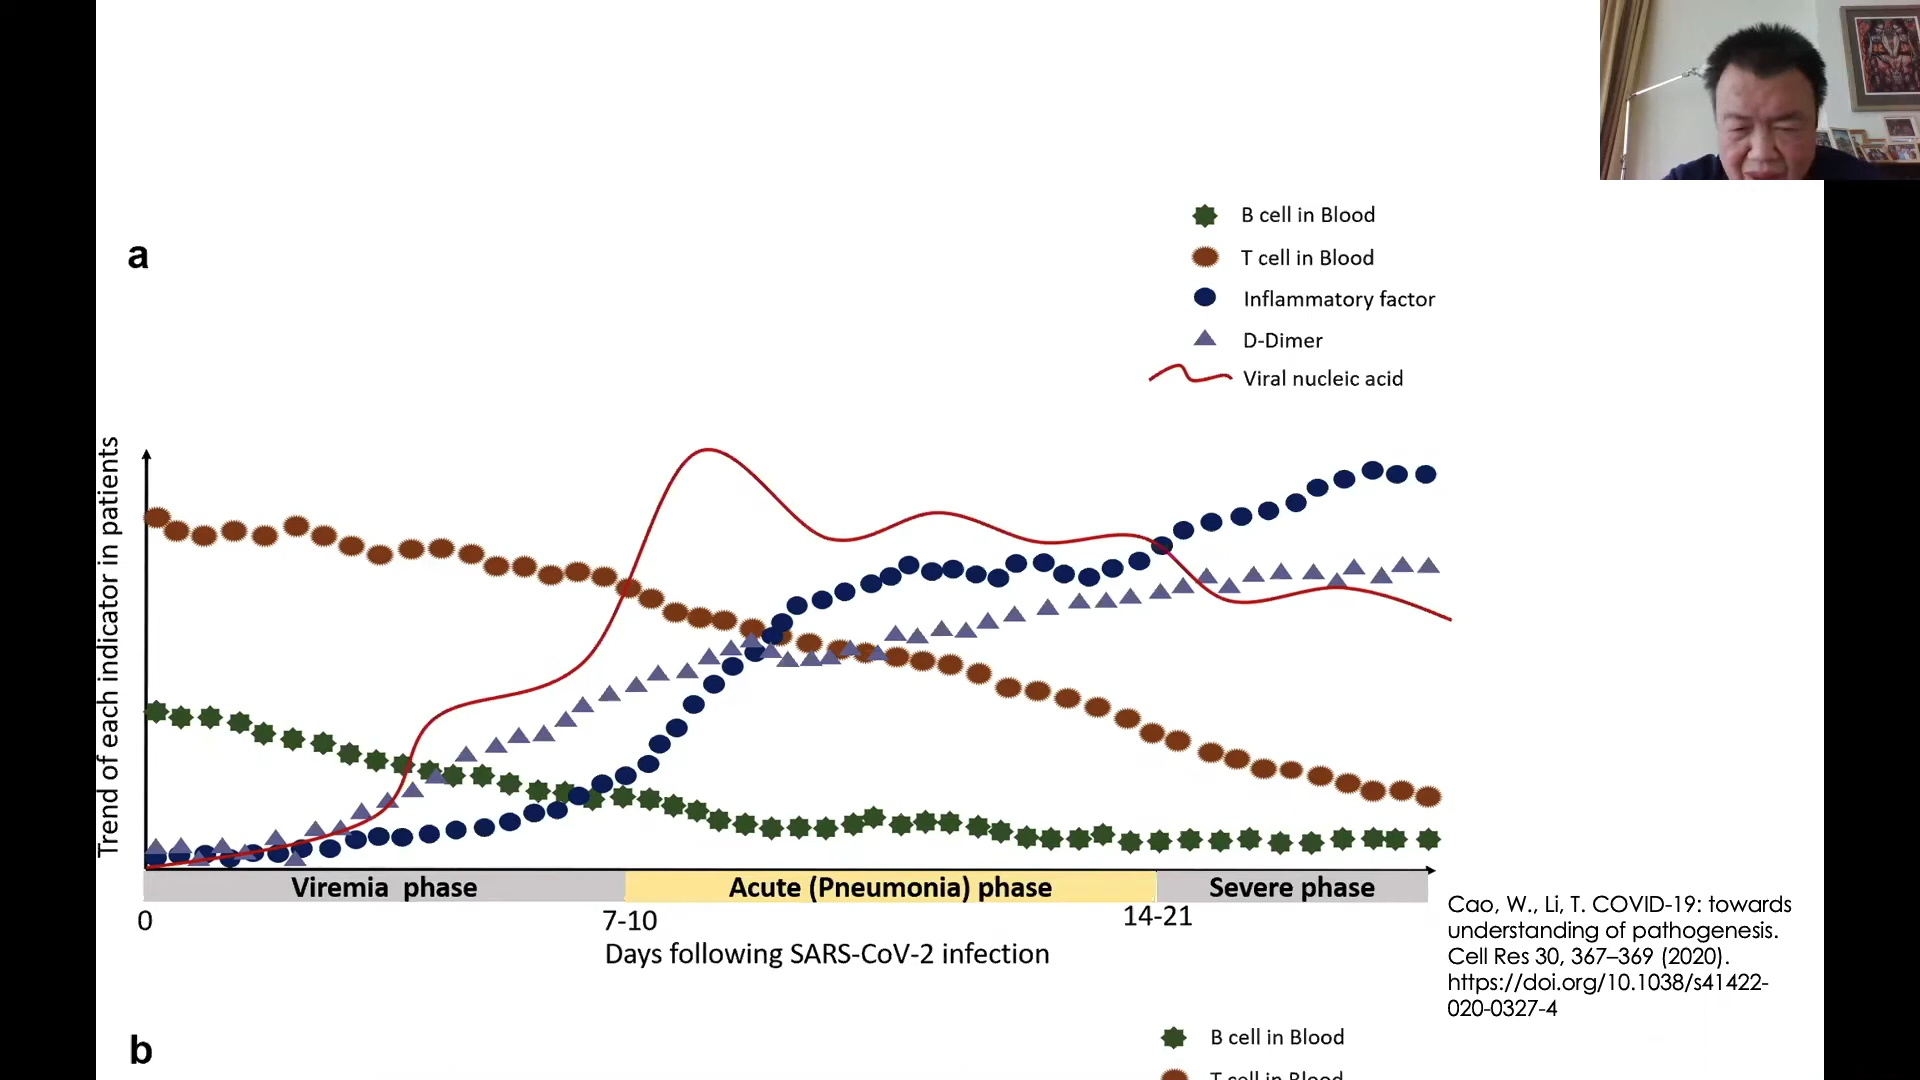 a
B cell in Blood
T cell in Blood
Inflammatory factor
D-Dimer
Viral nucleic acid
Trend of each indicator in patients
Viremia phase
Acute (Pneumonia) phase
Severe phase
0
7-10
14-21
Days following SARS-CoV-2 infection
Cao, W., Li, T. COVID-19: towards
understanding of pathogenesis.
Cell Res 30, 367–369 (2020).
https://doi.org/10.1038/s41422-
020-0327-4
b
B cell in Blood
T cell in Blood